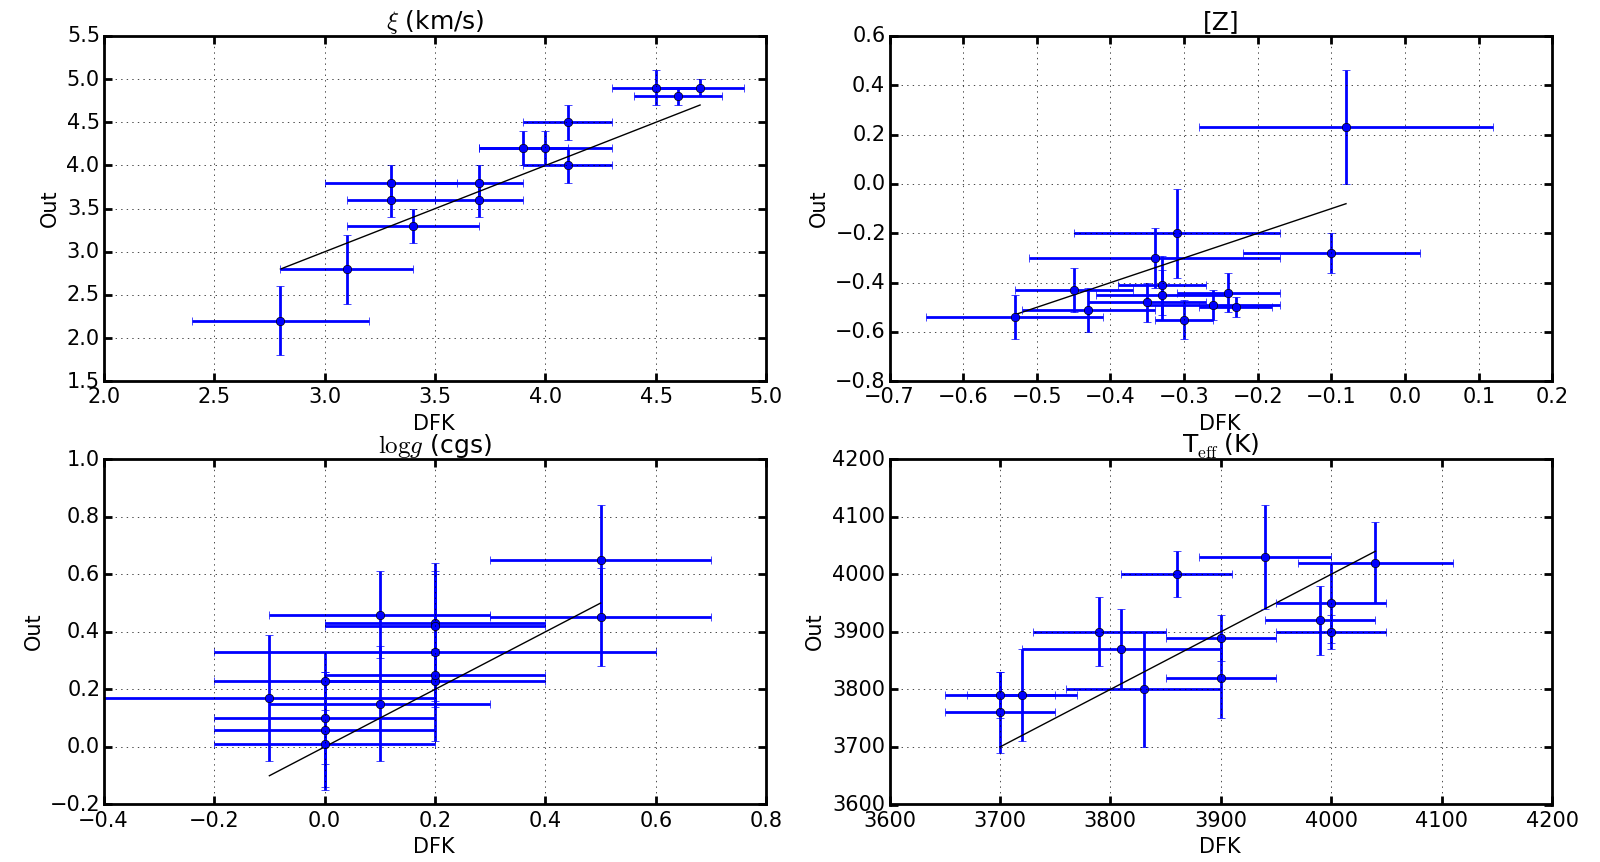 ξ (km/s)
5.5
5.0
4.5
4.0
3.5
3.0
2.5
2.0
1.5
Out
2.0 2.5 3.0 3.5 4.0 4.5 5.0
DFK
[Z]
0.6
0.4
0.2
0.0
−0.2
−0.4
−0.6
−0.8
Out
−0.7 −0.6 −0.5 −0.4 −0.3 −0.2 −0.1 0.0 0.1 0.2
DFK
log g (cgs)
1.0
0.8
0.6
0.4
0.2
0.0
−0.2
Out
−0.4 −0.2 0.0 0.2 0.4 0.6 0.8
DFK
Teff (K)
4200
4100
4000
3900
3800
3700
3600
Out
3600 3700 3800 3900 4000 4100 4200
DFK